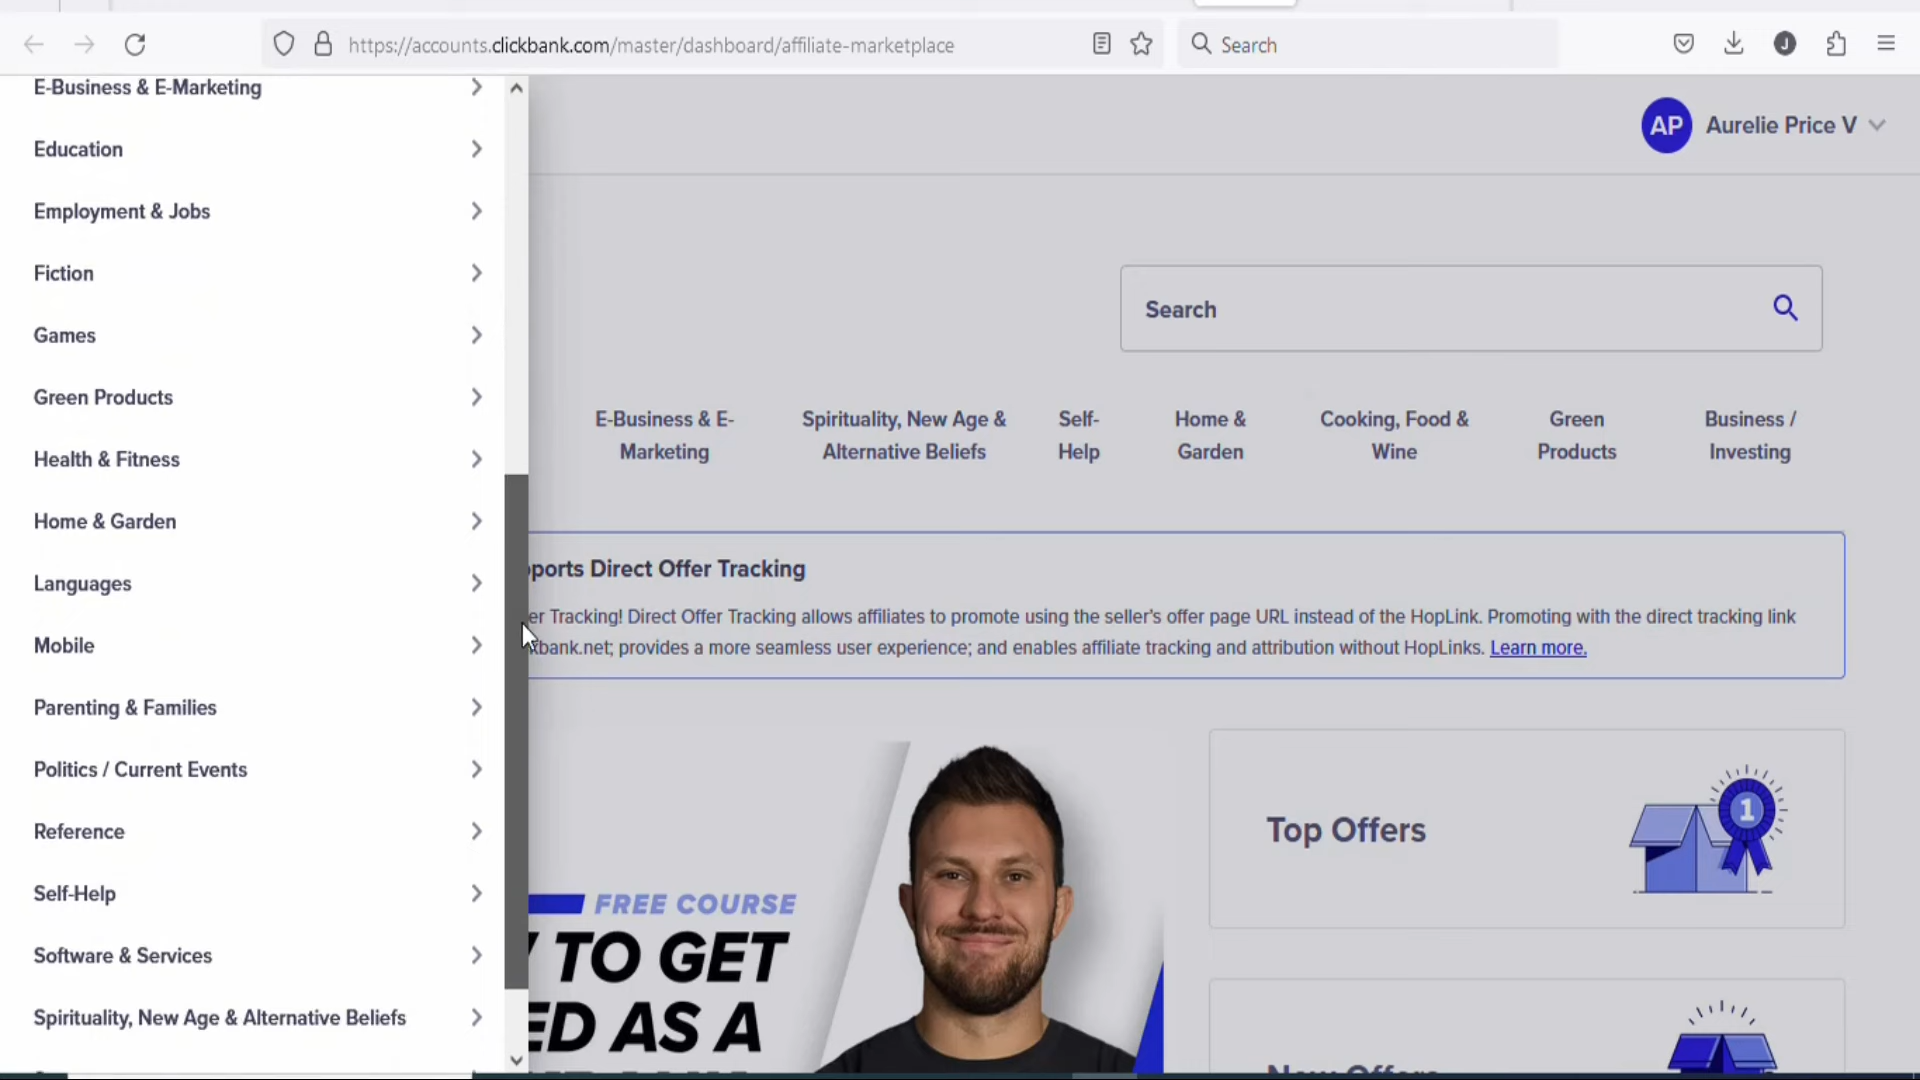 https://accounts.clickbank.com/master/dashboard/affiliate-marketplace
Search
J
E-Business & E-Marketing
Education
Employment & Jobs
Fiction
Games
Green Products
Health & Fitness
Home & Garden
Languages
Mobile
Parenting & Families
Politics / Current Events
Reference
Self-Help
Software & Services
Spirituality, New Age & Alternative Beliefs
AP
Aurelie Price V
Search
E-Business & E-
Marketing
Spirituality, New Age &
Alternative Beliefs
Self-
Help
Home &
Garden
Cooking, Food &
Wine
Green
Products
Business /
Investing
Direct Offer Tracking
Tracking! Direct Offer Tracking allows affiliates to promote using the seller's offer page URL instead of the HopLink. Promoting with the direct tracking link
provides a more seamless user experience; and enables affiliate tracking and attribution without HopLinks. Learn more.
FREE COURSE
TO GET
AS A
Top Offers
1
New Offers